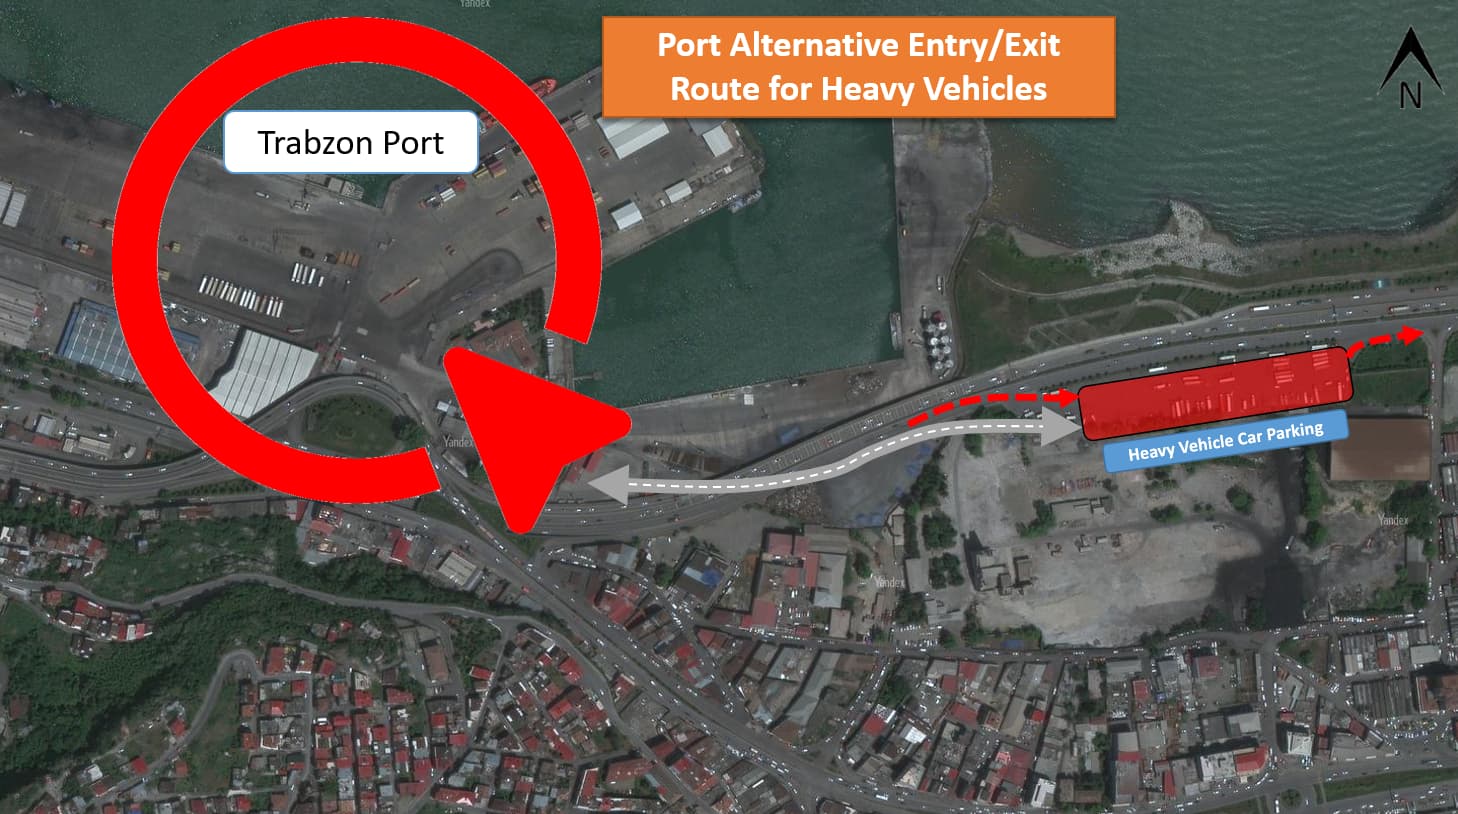 Yandex
Port Alternative Entry/Exit
Route for Heavy Vehicles
N
Trabzon Port
Yandex
Heavy Vehicle Car Parking
Yandex
Yandex